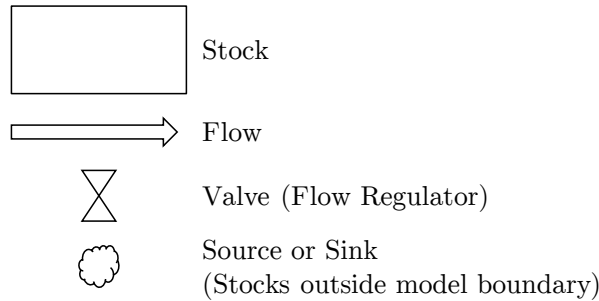 Stock
Flow
Valve (Flow Regulator)
Source or Sink
(Stocks outside model boundary)